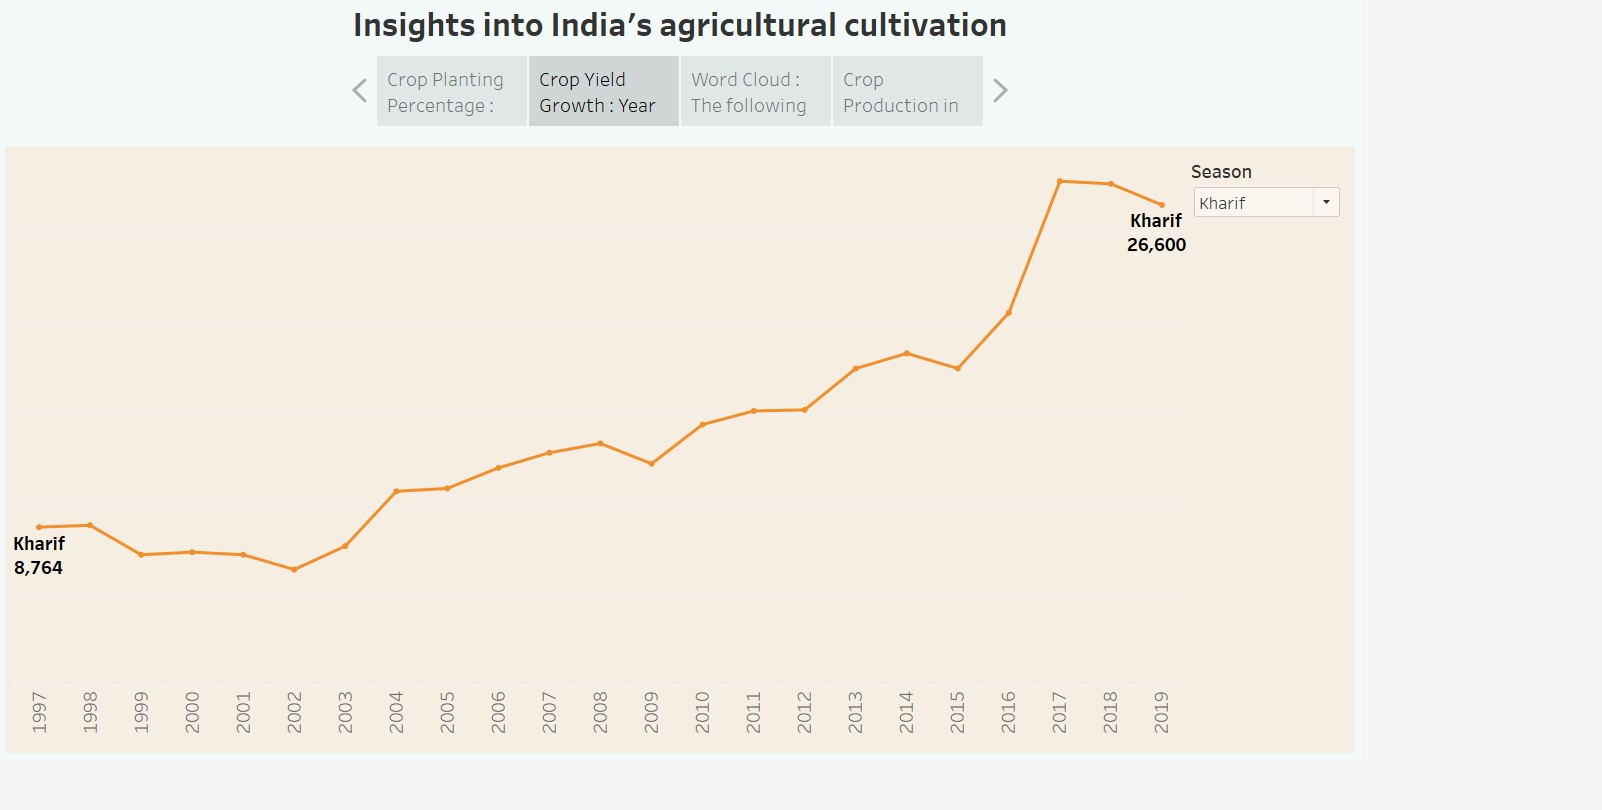 Insights into India’s agricultural cultivation
Crop Planting
Percentage :
Crop Yield
Growth : Year
Word Cloud :
The following
Crop
Production in
Season
Kharif
Kharif
26,600
Kharif
8,764
1997
1998
1999
2000
2001
2002
2003
2004
2005
2006
2007
2008
2009
2010
2011
2012
2013
2014
2015
2016
2017
2018
2019